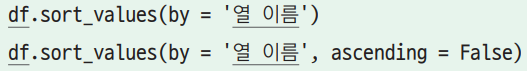 df.sort_values(by = '열 이름')
df.sort_values(by = '열 이름', ascending = False)